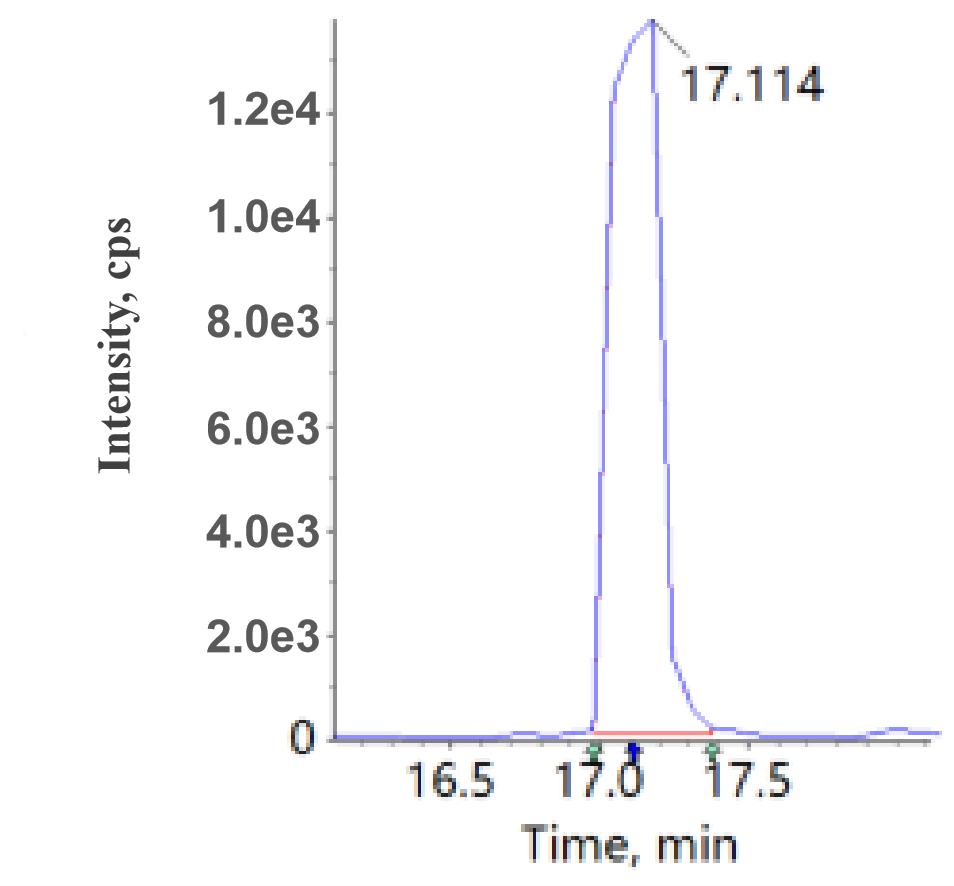 17.114
1.2e4
1.0e4
8.0e3
6.0e3
4.0e3
2.0e3
0
Intensity, cps
16.5 17.0 17.5
Time, min